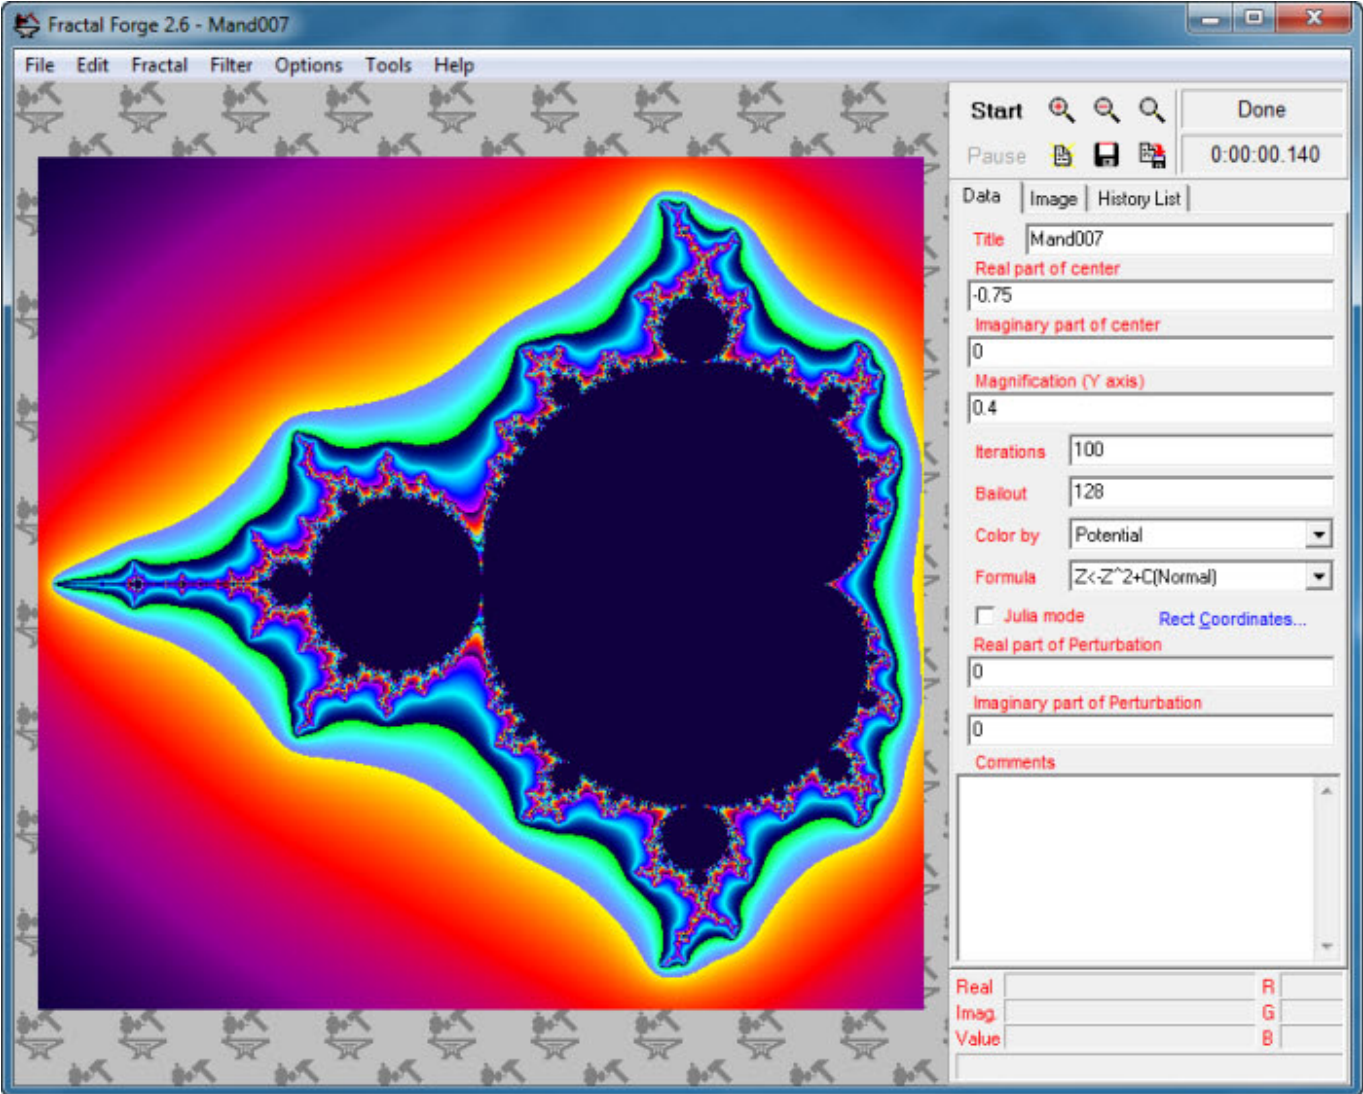 Fractal Forge 2.6 - Mand007
File Edit Fractal Filter Options Tools Help
Start Done
Pause 0:00:00.140
Data Image History List
Title Mand007
Real part of center
-0.75
Imaginary part of center
0
Magnification (Y axis)
0.4
Iterations 100
Bailout 128
Color by Potential
Formula Z<-Z^2+C(Normal)
Julia mode Rect Coordinates...
Real part of Perturbation
0
Imaginary part of Perturbation
0
Comments
Real R
Imag. G
Value B